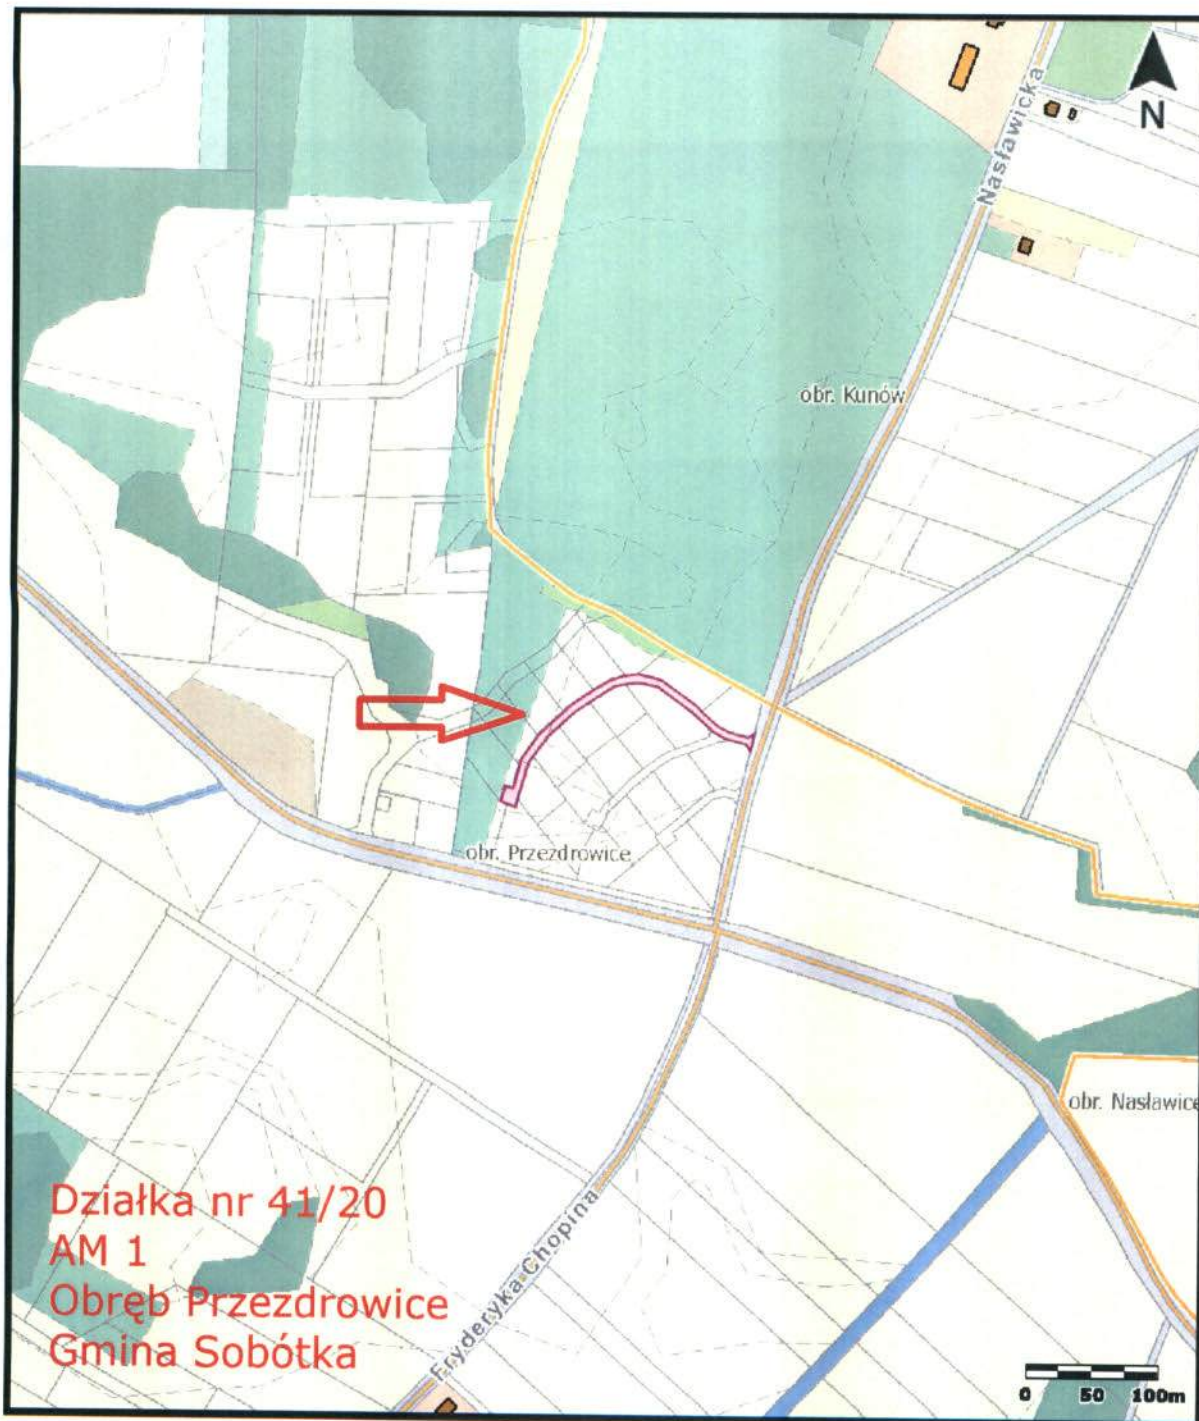 N
Nasławicka
obr. Kunów
obr. Przezdrowice
obr. Nasławice
Fryderyka Chopina
Działka nr 41/20
AM 1
Obręb Przezdrowice
Gmina Sobótka
0 50 100m